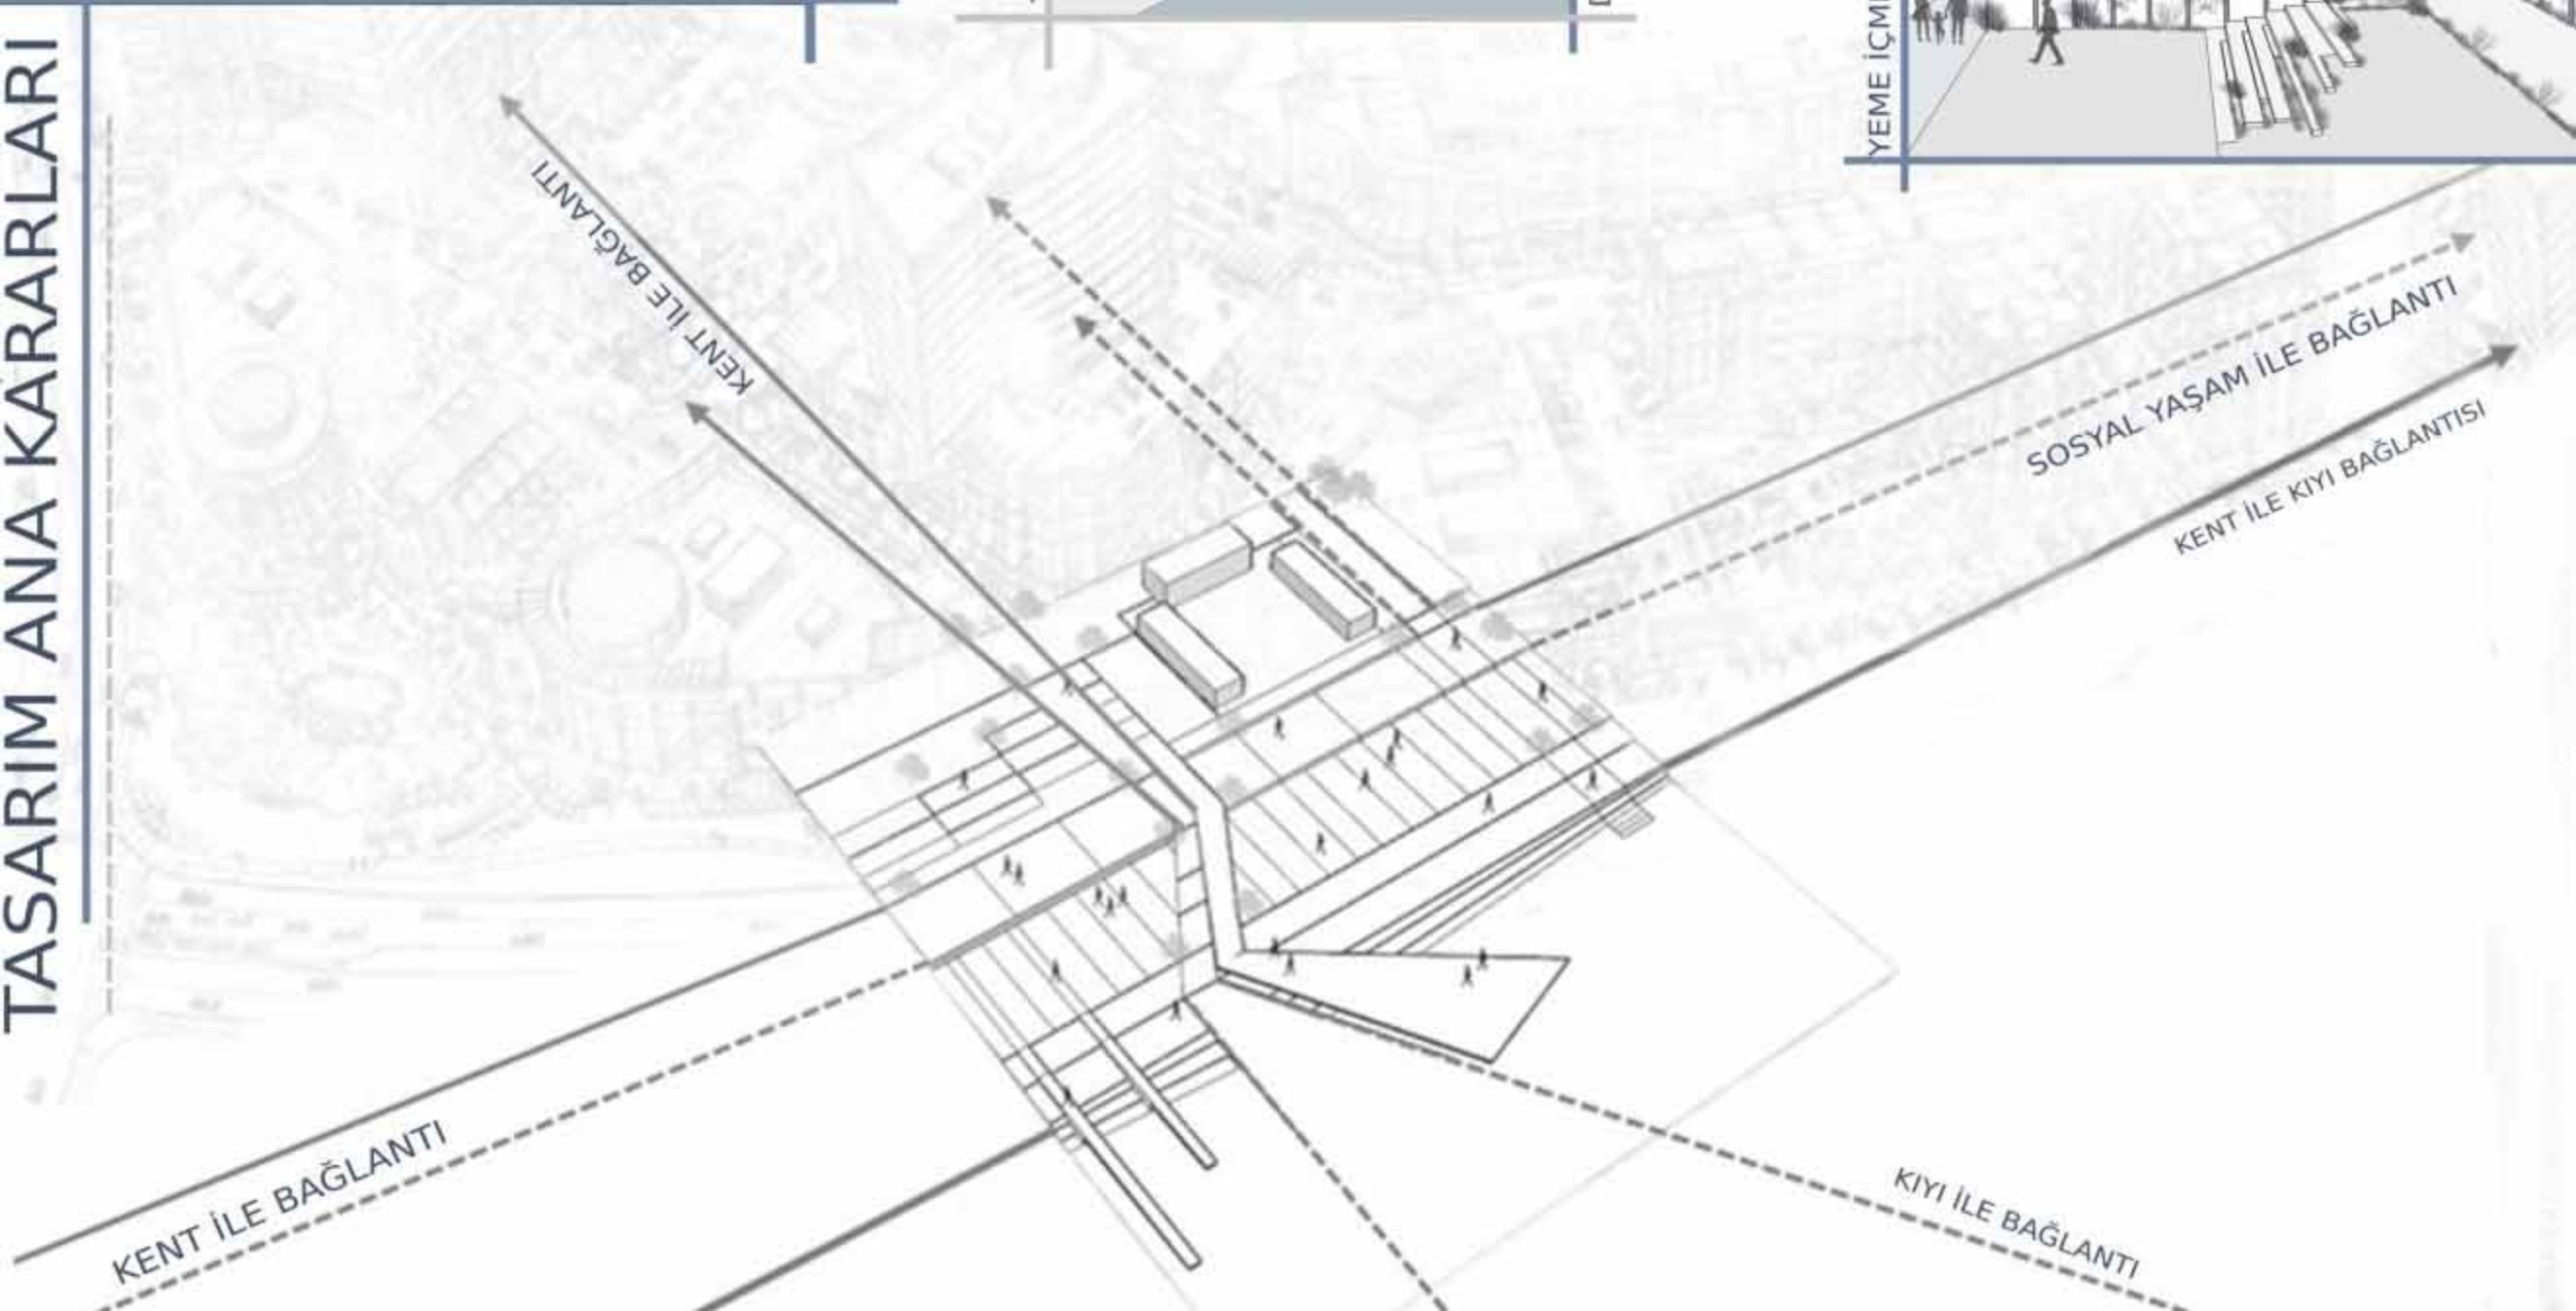 TASARIM ANA KARARLARI
YEME İÇME
KENT İLE BAĞLANTI
SOSYAL YAŞAM İLE BAĞLANTI
KENT İLE KIYI BAĞLANTISI
KENT İLE BAĞLANTI
KIYI İLE BAĞLANTI